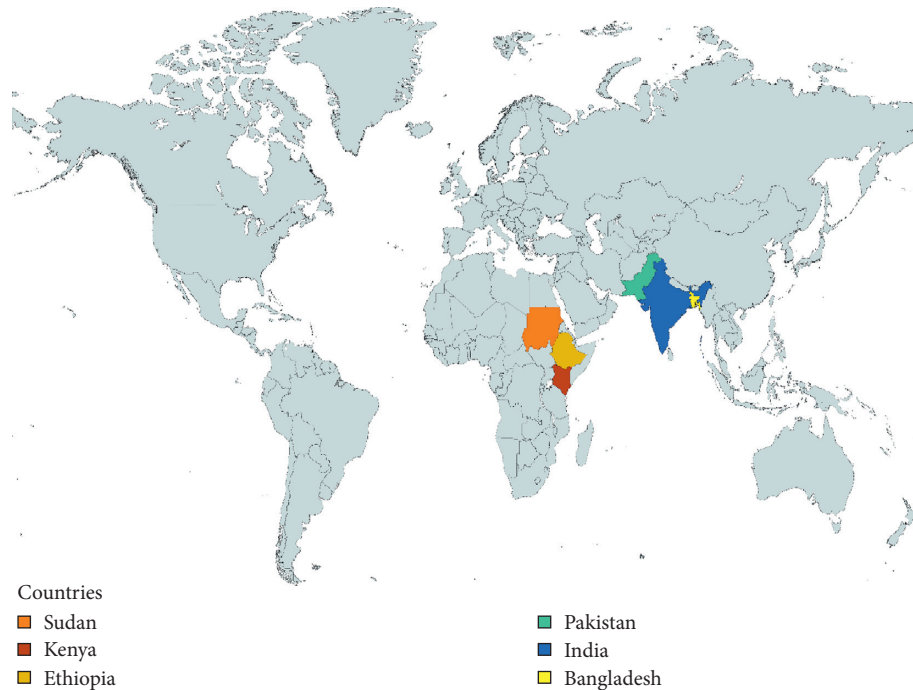 Countries
Sudan
Kenya
Ethiopia
Pakistan
India
Bangladesh